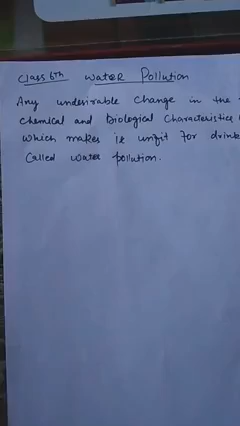 Class 6th Water Pollution
Any undesirable change in the
chemical and Biological characteristics
which makes it unfit for drink
Called water pollution.